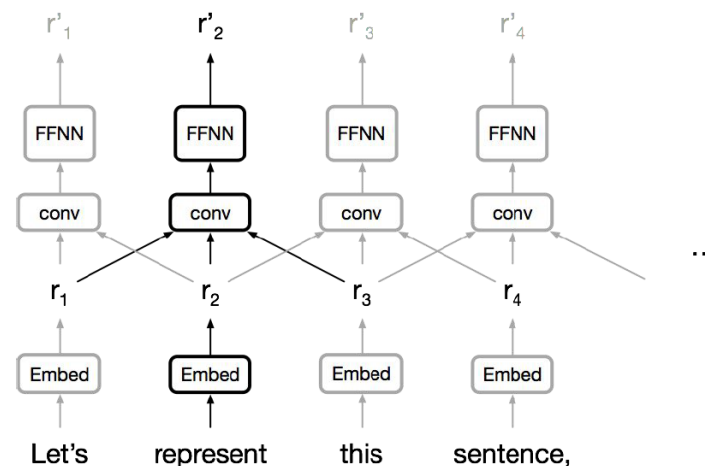 r'₁ r'₂ r'₃ r'₄
FFNN FFNN FFNN FFNN
conv conv conv conv
..
r₁ r₂ r₃ r₄
Embed Embed Embed Embed
Let's represent this sentence,